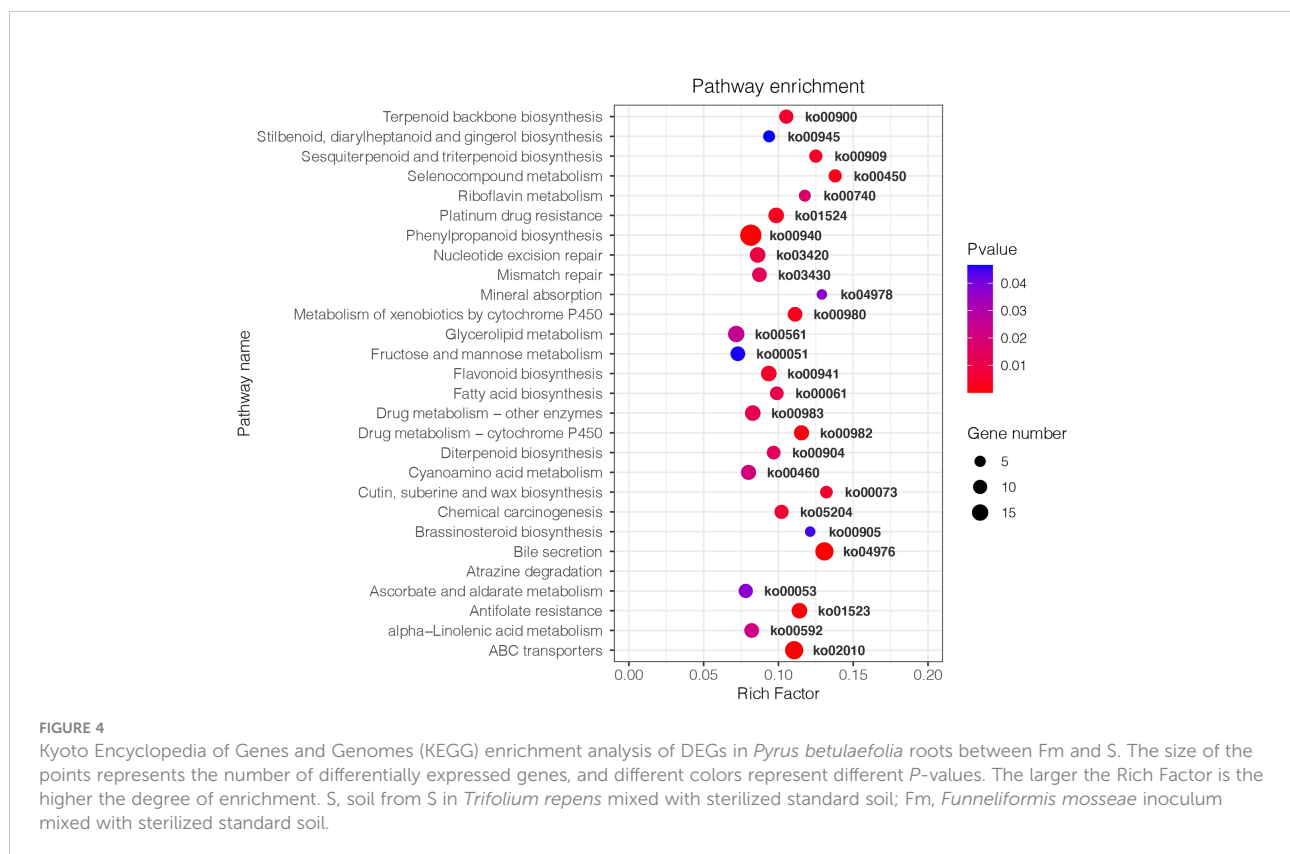 Pathway enrichment
Terpenoid backbone biosynthesis ko00900
Stilbenoid, diarylheptanoid and gingerol biosynthesis ko00945
Sesquiterpenoid and triterpenoid biosynthesis ko00909
Selenocompound metabolism ko00450
Riboflavin metabolism ko00740
Platinum drug resistance ko01524
Phenylpropanoid biosynthesis ko00940
Nucleotide excision repair ko03420
Mismatch repair ko03430
Mineral absorption ko04978
Metabolism of xenobiotics by cytochrome P450 ko00980
Glycerolipid metabolism ko00561
Fructose and mannose metabolism ko00051
Flavonoid biosynthesis ko00941
Fatty acid biosynthesis ko00061
Drug metabolism − other enzymes ko00983
Drug metabolism − cytochrome P450 ko00982
Diterpenoid biosynthesis ko00904
Cyanoamino acid metabolism ko00460
Cutin, suberine and wax biosynthesis ko00073
Chemical carcinogenesis ko05204
Brassinosteroid biosynthesis ko00905
Bile secretion ko04976
Atrazine degradation
Ascorbate and aldarate metabolism ko00053
Antifolate resistance ko01523
alpha−Linolenic acid metabolism ko00592
ABC transporters ko02010
Pathway name
0.00 0.05 0.10 0.15 0.20
Rich Factor
Pvalue
0.04
0.03
0.02
0.01
Gene number
5
10
15
FIGURE 4
Kyoto Encyclopedia of Genes and Genomes (KEGG) enrichment analysis of DEGs in Pyrus betulaefolia roots between Fm and S. The size of the
points represents the number of differentially expressed genes, and different colors represent different P-values. The larger the Rich Factor is the
higher the degree of enrichment. S, soil from S in Trifolium repens mixed with sterilized standard soil; Fm, Funneliformis mosseae inoculum
mixed with sterilized standard soil.